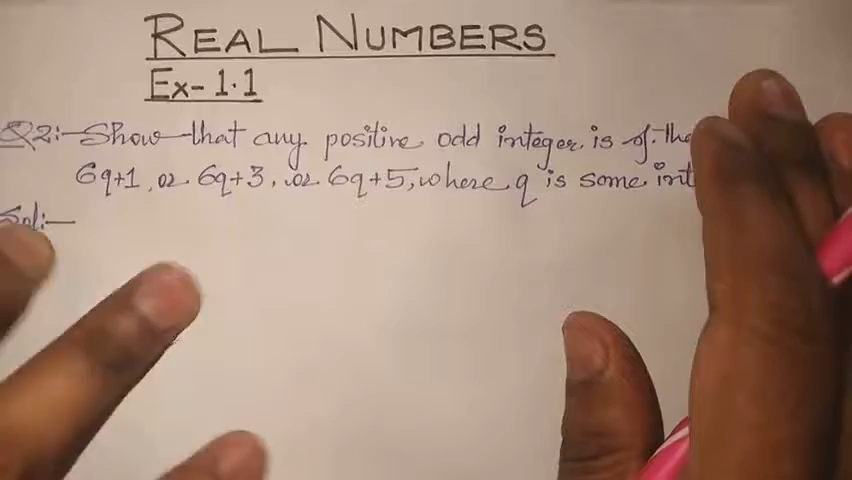 REAL NUMBERS
Ex-1.1
Q2:- Show that any positive odd integer is of the
6q+1, or 6q+3, or 6q+5, where q is some int
Sol:-